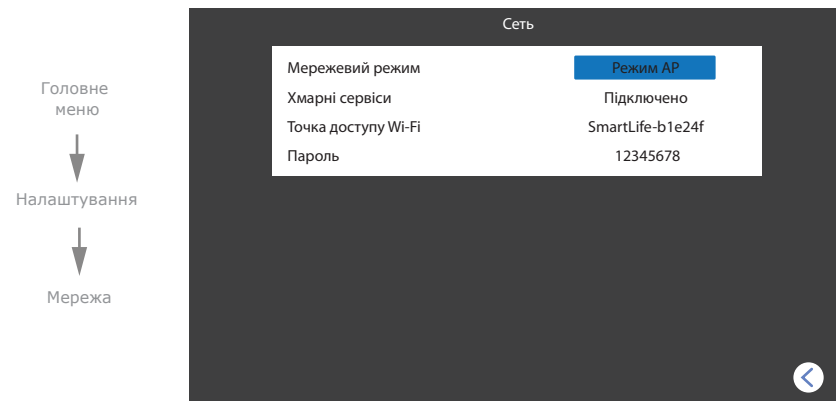 Головне
меню
Налаштування
Мережа
Сеть
Мережевий режим Режим AP
Хмарні сервіси Підключено
Точка доступу Wi-Fi SmartLife-b1e24f
Пароль 12345678